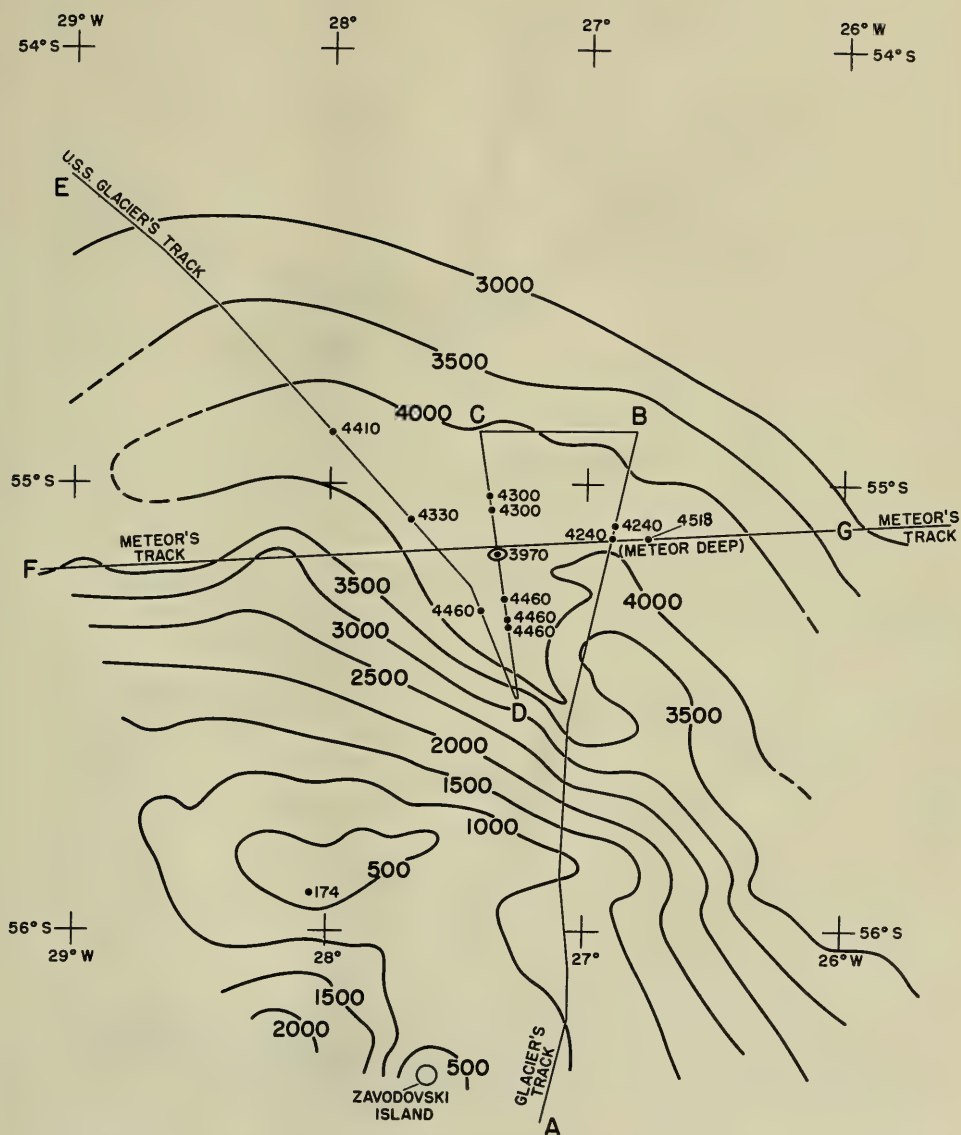 29° W
28°
27°
26° W
54° S
54° S
E
U.S.S. GLACIER'S TRACK
3000
3500
4000
C
B
4410
55° S
55° S
4300
4300
4330
4240
4240
4518
(METEOR DEEP)
METEOR'S
TRACK
G
METEOR'S
TRACK
F
3970
3500
4000
4460
4460
4460
4460
3000
2500
D
3500
2000
1500
1000
500
174
56° S
29° W
28°
27°
56° S
26° W
1500
2000
500
ZAVODOVSKI
ISLAND
GLACIER'S
TRACK
A